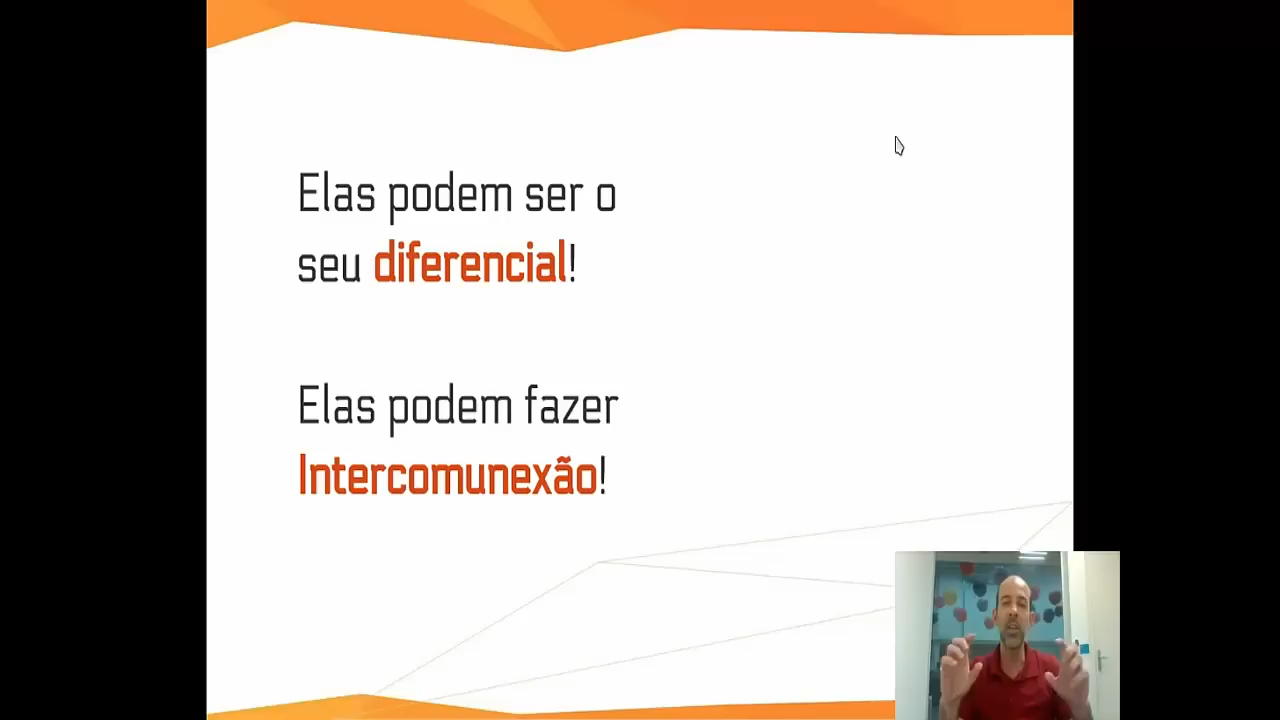 Elas podem ser o
seu diferencial!
Elas podem fazer
Intercomunexão!